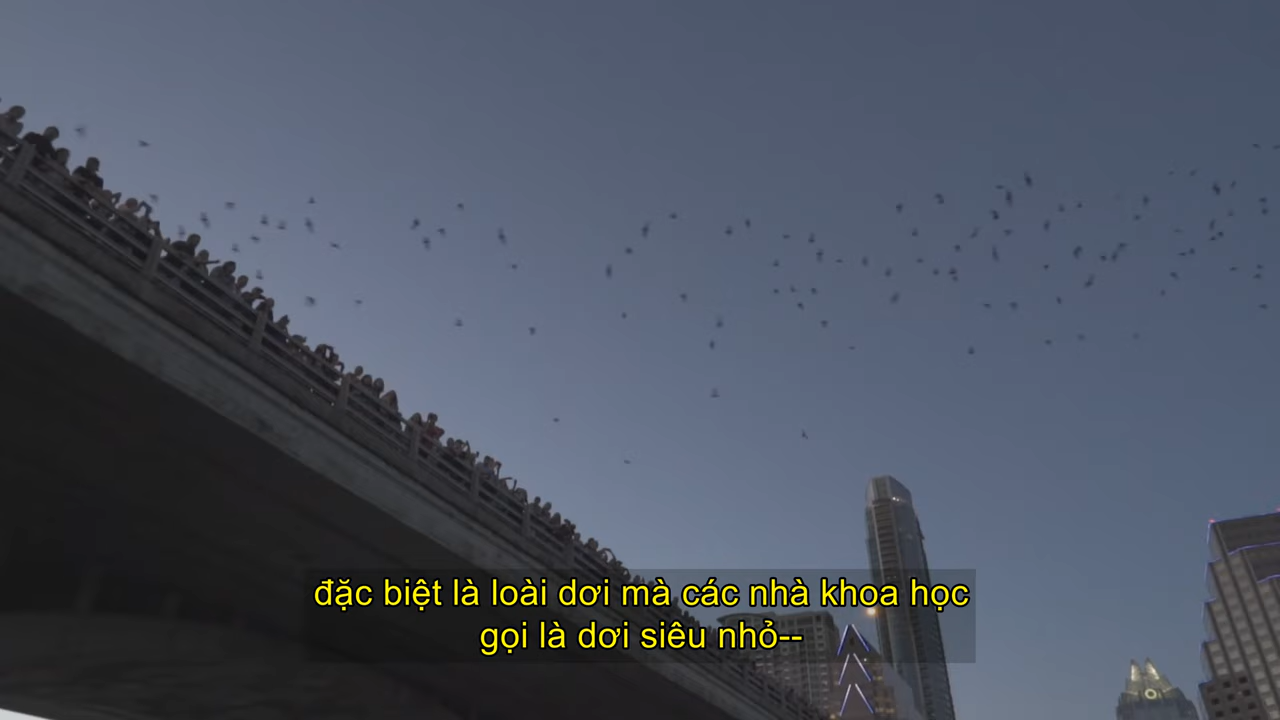 đặc biệt là loài dơi mà các nhà khoa học
gọi là dơi siêu nhỏ--